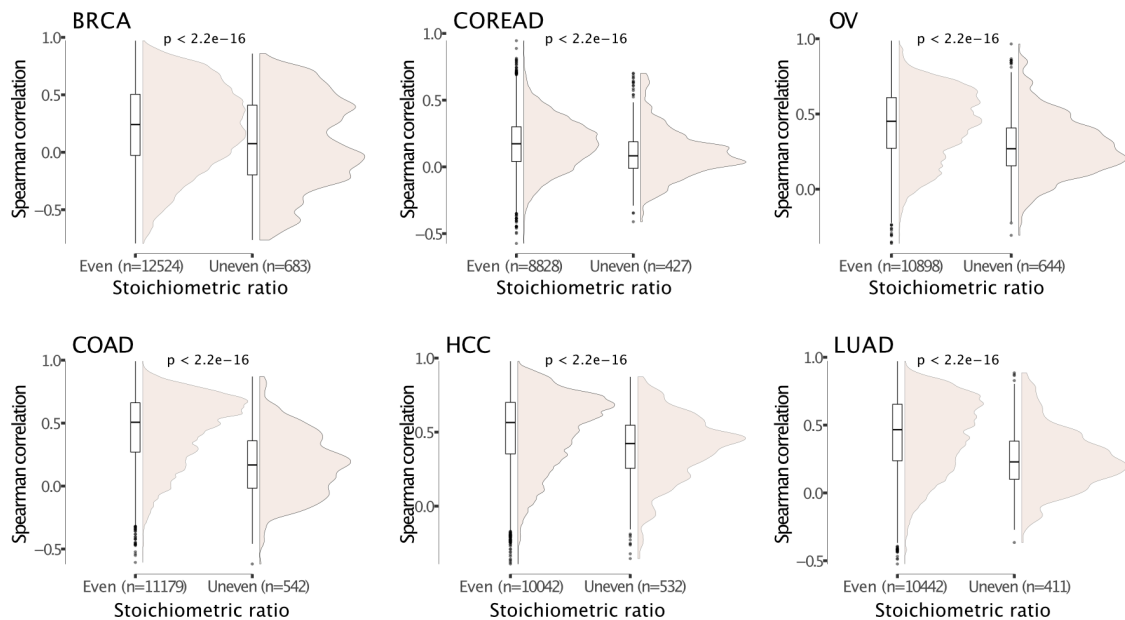 BRCA
p < 2.2e−16
1.0
0.5
0.0
−0.5
Spearman correlation
Even (n=12524)
Uneven (n=683)
Stoichiometric ratio
COREAD
p < 2.2e−16
1.0
0.5
0.0
−0.5
Spearman correlation
Even (n=8828)
Uneven (n=427)
Stoichiometric ratio
OV
p < 2.2e−16
1.0
0.5
0.0
Spearman correlation
Even (n=10898)
Uneven (n=644)
Stoichiometric ratio
COAD
p < 2.2e−16
1.0
0.5
0.0
−0.5
Spearman correlation
Even (n=11179)
Uneven (n=542)
Stoichiometric ratio
HCC
p < 2.2e−16
1.0
0.5
0.0
Spearman correlation
Even (n=10042)
Uneven (n=532)
Stoichiometric ratio
LUAD
p < 2.2e−16
1.0
0.5
0.0
−0.5
Spearman correlation
Even (n=10442)
Uneven (n=411)
Stoichiometric ratio